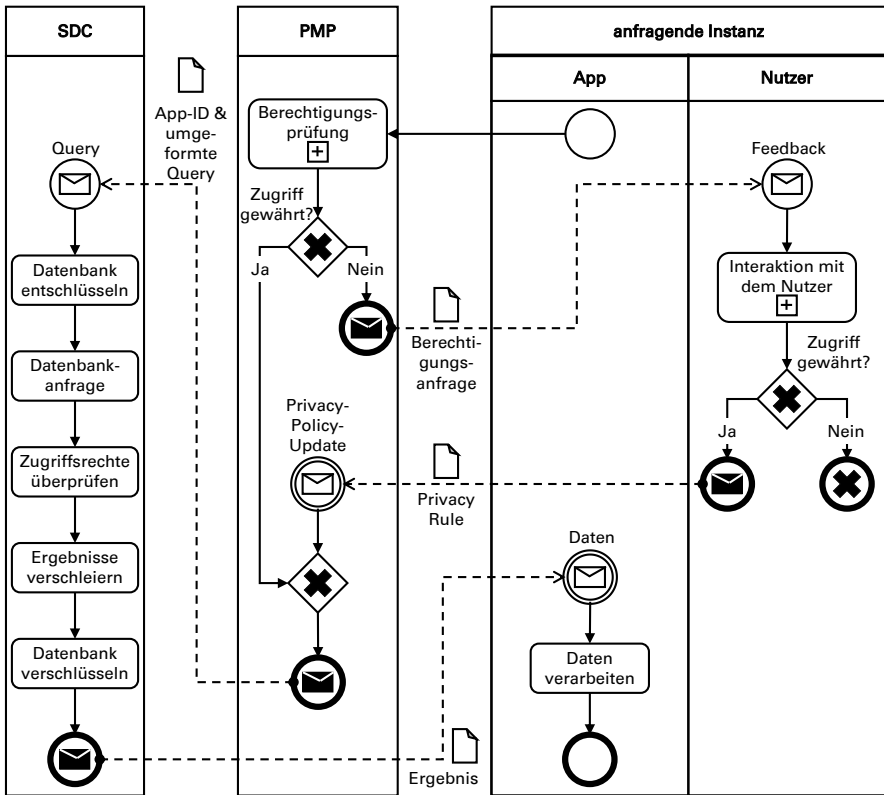 SDC
PMP
anfragende Instanz
App
Nutzer
App-ID &
umge-
formte
Query
Berechtigungs-
prüfung
Query
Feedback
Zugriff
gewährt?
Ja
Nein
Datenbank
entschlüsseln
Interaktion mit
dem Nutzer
Berechti-
gungs-
anfrage
Zugriff
gewährt?
Datenbank-
anfrage
Privacy-
Policy-
Update
Ja
Nein
Zugriffsrechte
überprüfen
Privacy
Rule
Daten
Ergebnisse
verschleiern
Datenbank
verschlüsseln
Daten
verarbeiten
Ergebnis